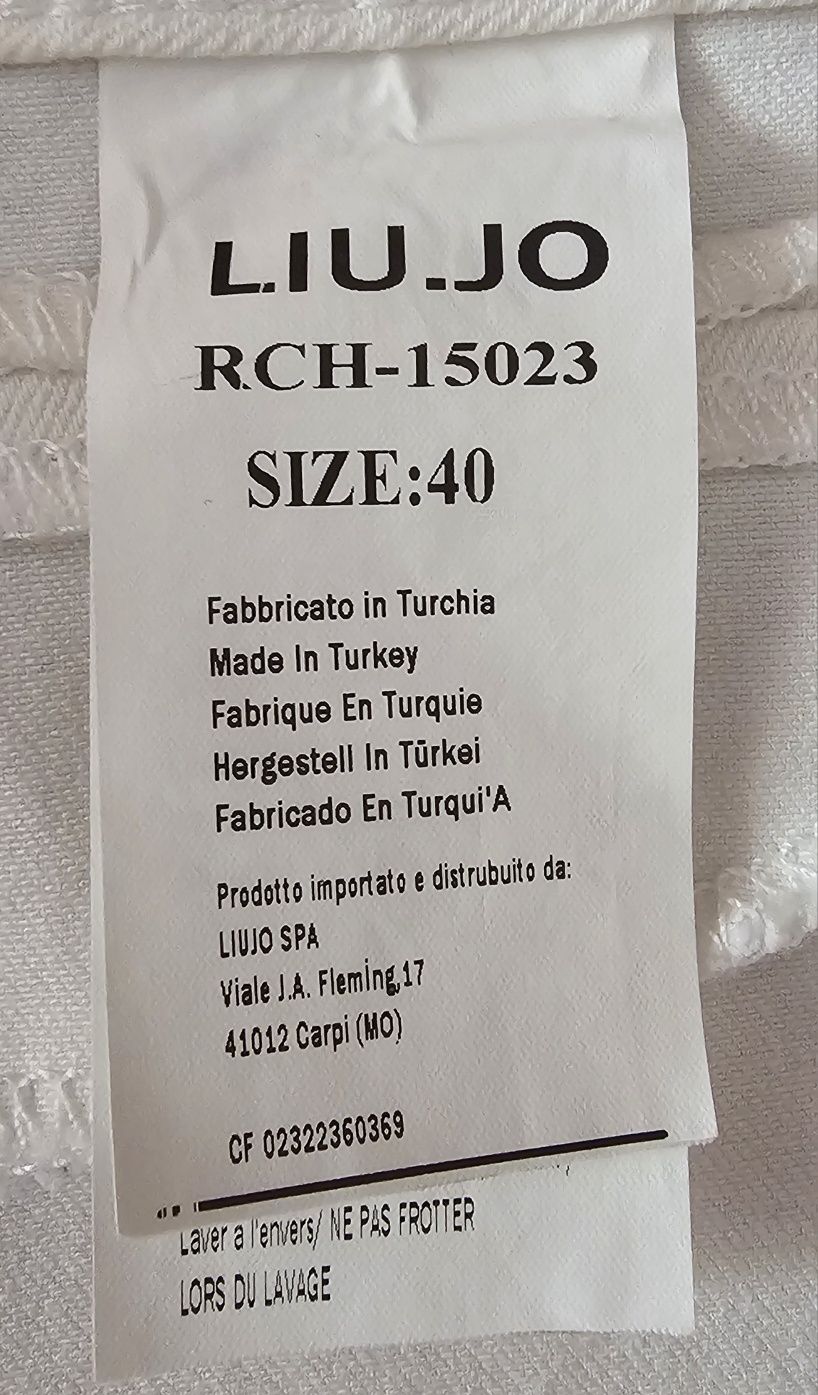 LIU.JO
RCH-15023
SIZE:40
Fabbricato in Turchia
Made In Turkey
Fabrique En Turquie
Hergestell In Türkei
Fabricado En Turqui'A
Prodotto importato e distrubuito da:
LIUJO SPA
Viale J.A. Fleming,17
41012 Carpi (MO)
CF 02322360369
Laver a l'envers/ NE PAS FROTTER
LORS DU LAVAGE